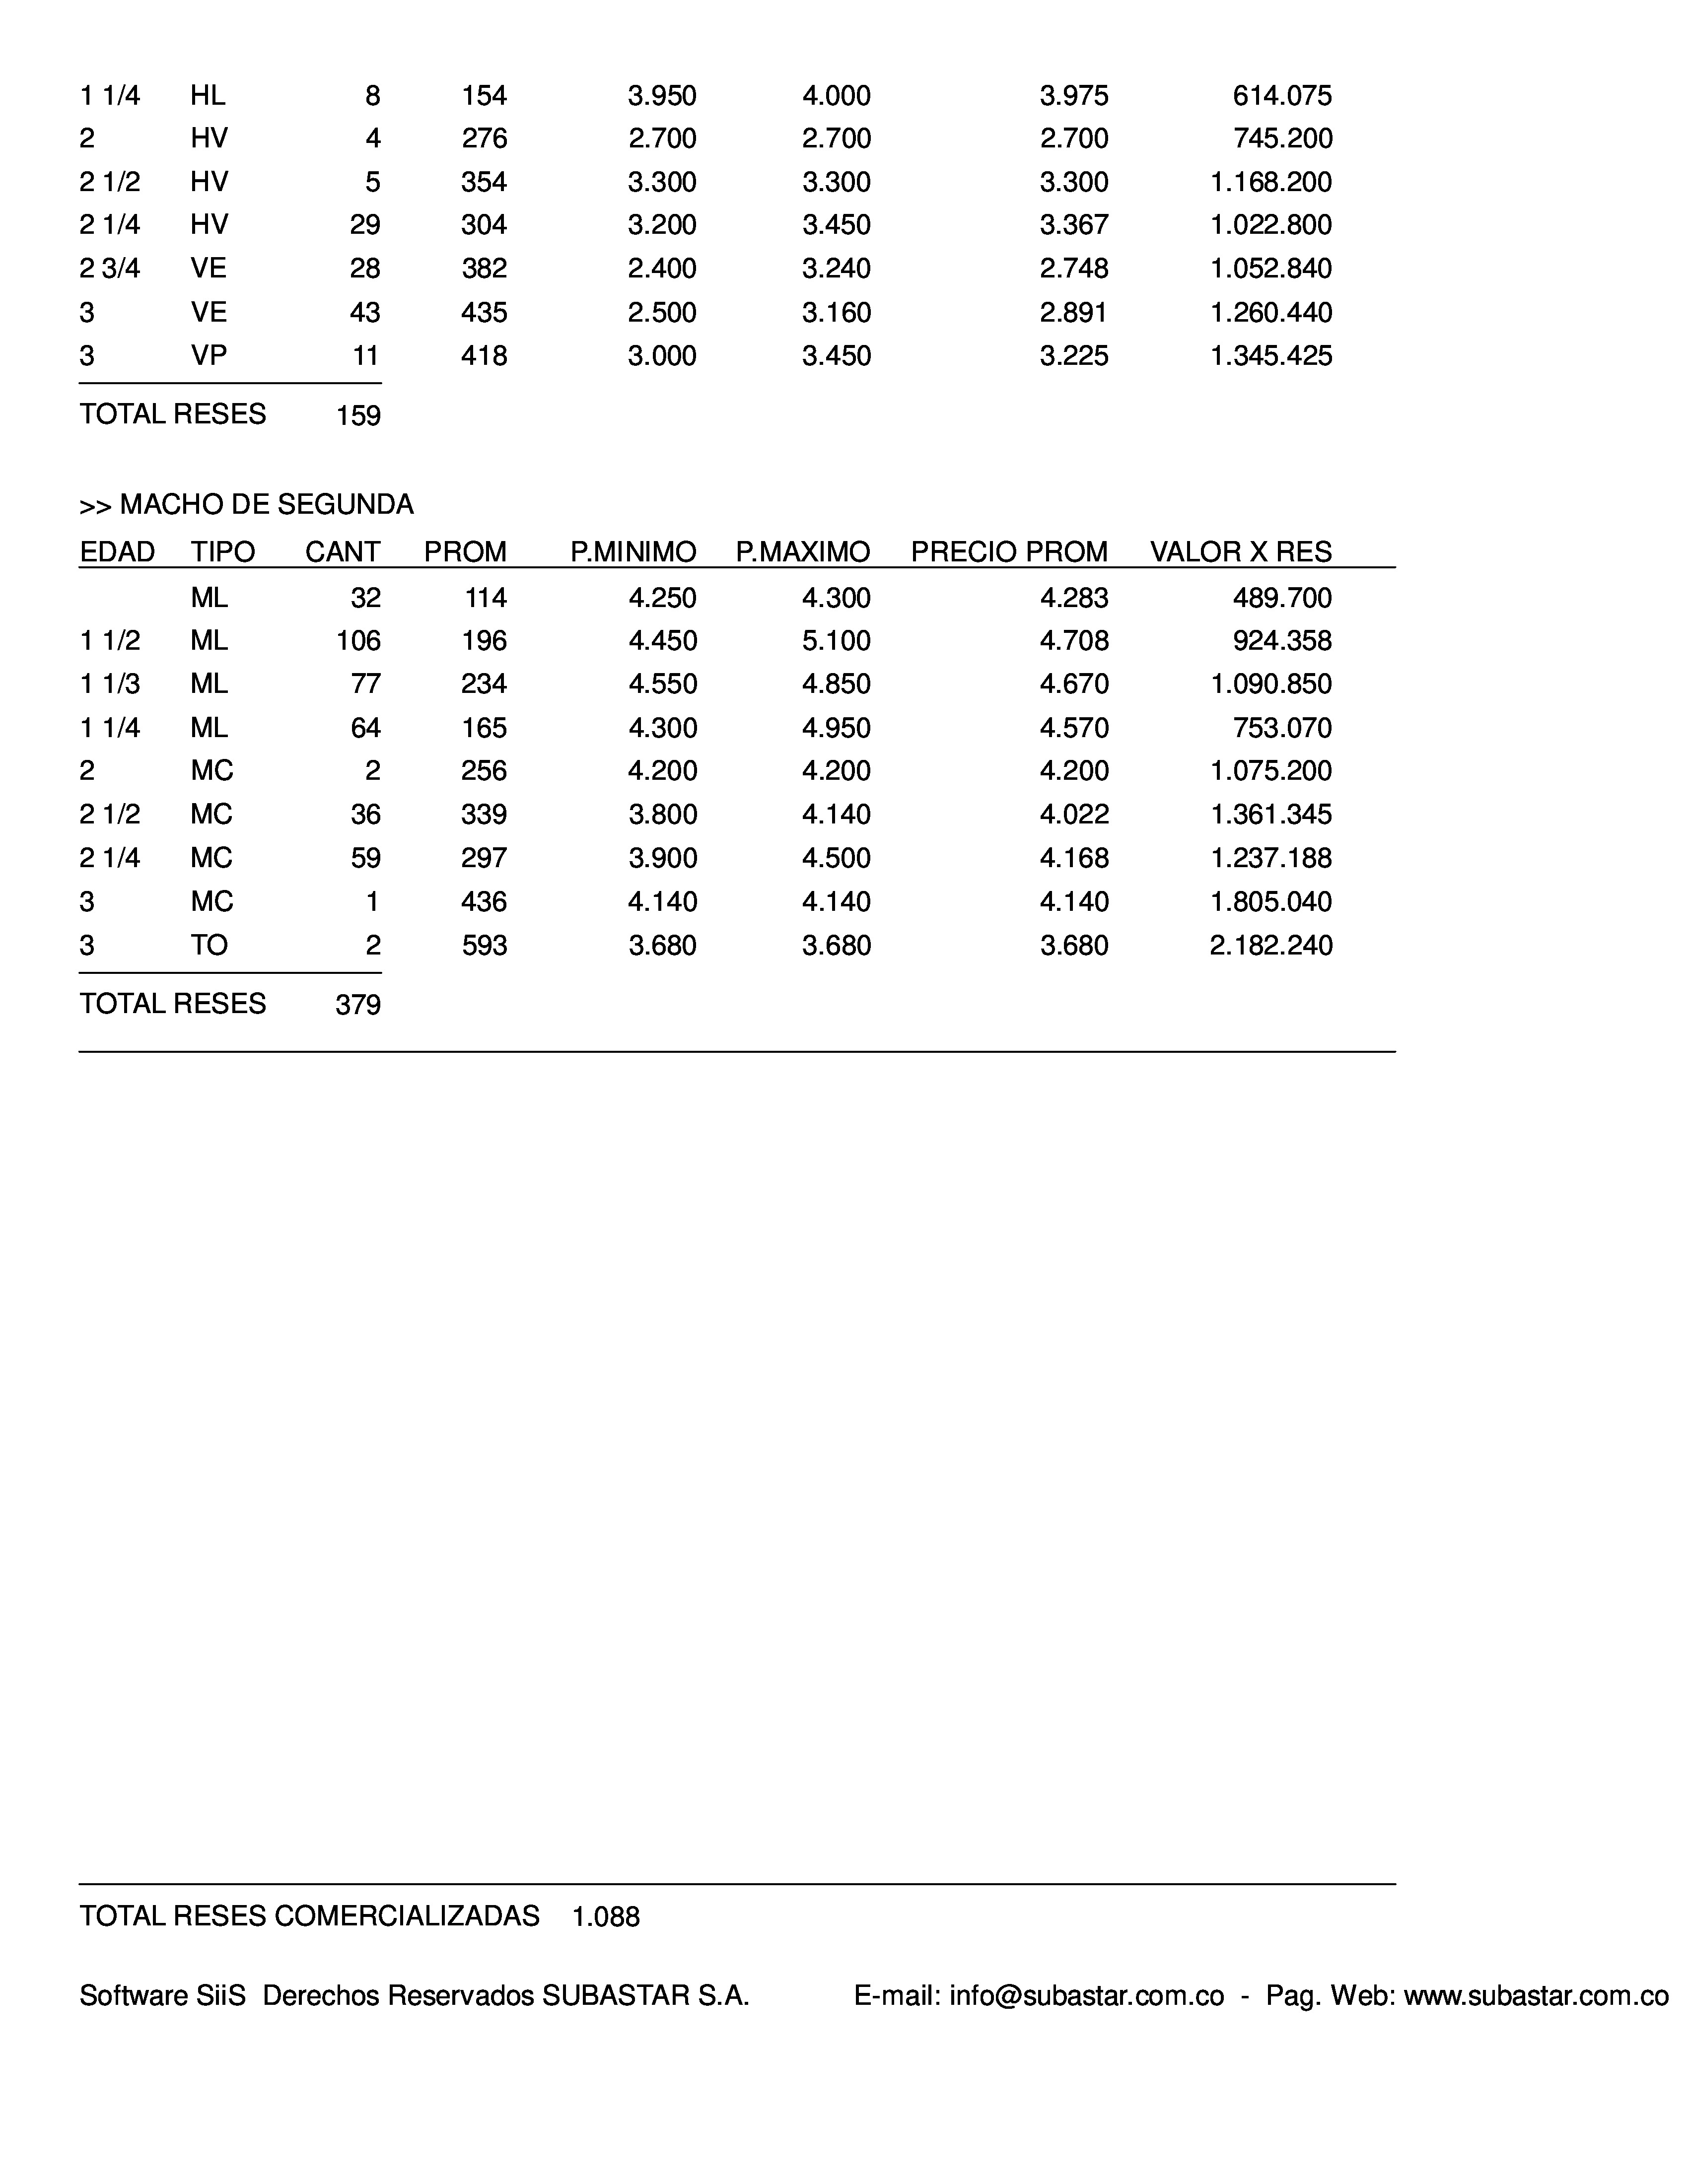 1 1/4 HL 8 154 3.950 4.000 3.975 614.075
2 HV 4 276 2.700 2.700 2.700 745.200
2 1/2 HV 5 354 3.300 3.300 3.300 1.168.200
2 1/4 HV 29 304 3.200 3.450 3.367 1.022.800
2 3/4 VE 28 382 2.400 3.240 2.748 1.052.840
3 VE 43 435 2.500 3.160 2.891 1.260.440
3 VP 11 418 3.000 3.450 3.225 1.345.425
TOTAL RESES 159
>> MACHO DE SEGUNDA
EDAD TIPO CANT PROM P.MINIMO P.MAXIMO PRECIO PROM VALOR X RES
ML 32 114 4.250 4.300 4.283 489.700
1 1/2 ML 106 196 4.450 5.100 4.708 924.358
1 1/3 ML 77 234 4.550 4.850 4.670 1.090.850
1 1/4 ML 64 165 4.300 4.950 4.570 753.070
2 MC 2 256 4.200 4.200 4.200 1.075.200
2 1/2 MC 36 339 3.800 4.140 4.022 1.361.345
2 1/4 MC 59 297 3.900 4.500 4.168 1.237.188
3 MC 1 436 4.140 4.140 4.140 1.805.040
3 TO 2 593 3.680 3.680 3.680 2.182.240
TOTAL RESES 379
TOTAL RESES COMERCIALIZADAS 1.088
Software SiiS Derechos Reservados SUBASTAR S.A. E-mail: info@subastar.com.co - Pag. Web: www.subastar.com.co